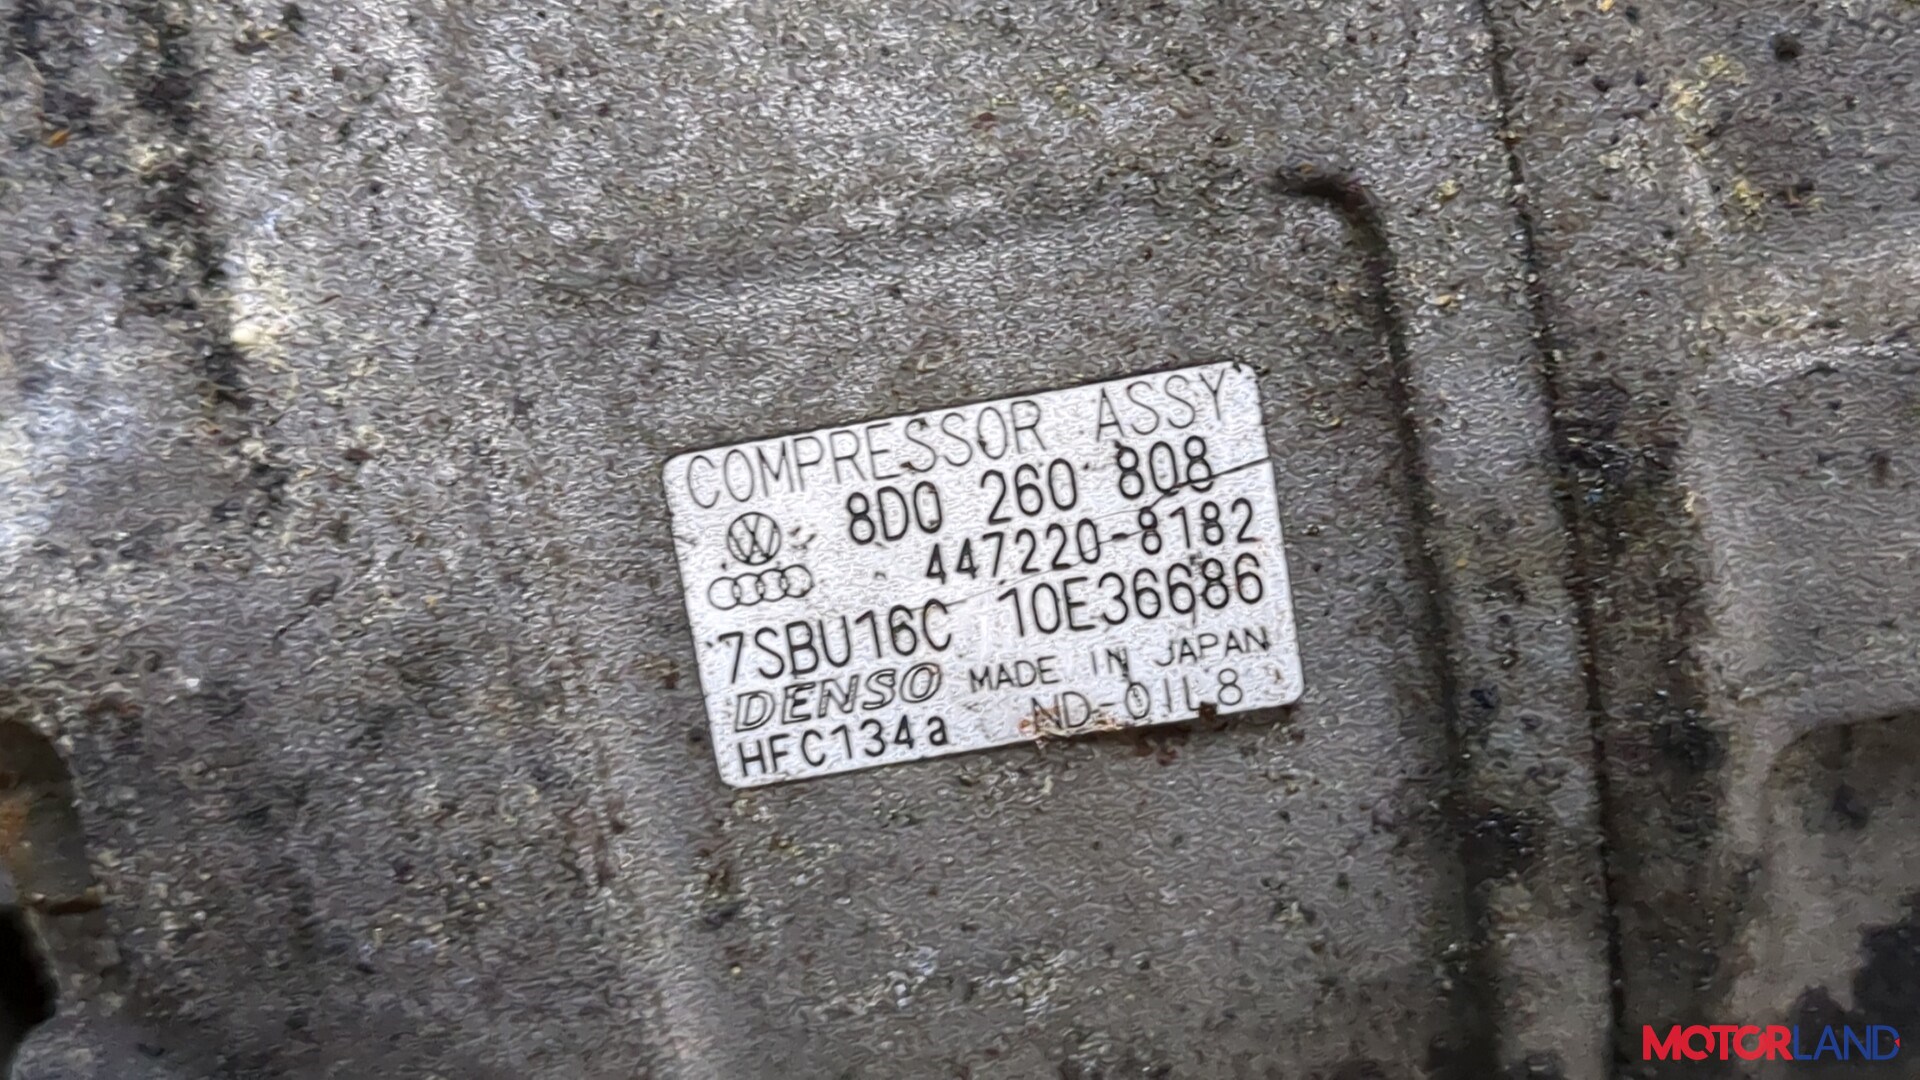 COMPRESSOR ASSY
8D0 260 808
447220-8182
7SBU16C 10E36686
DENSO MADE IN JAPAN
HFC134a ND-OIL8
MOTORLAND